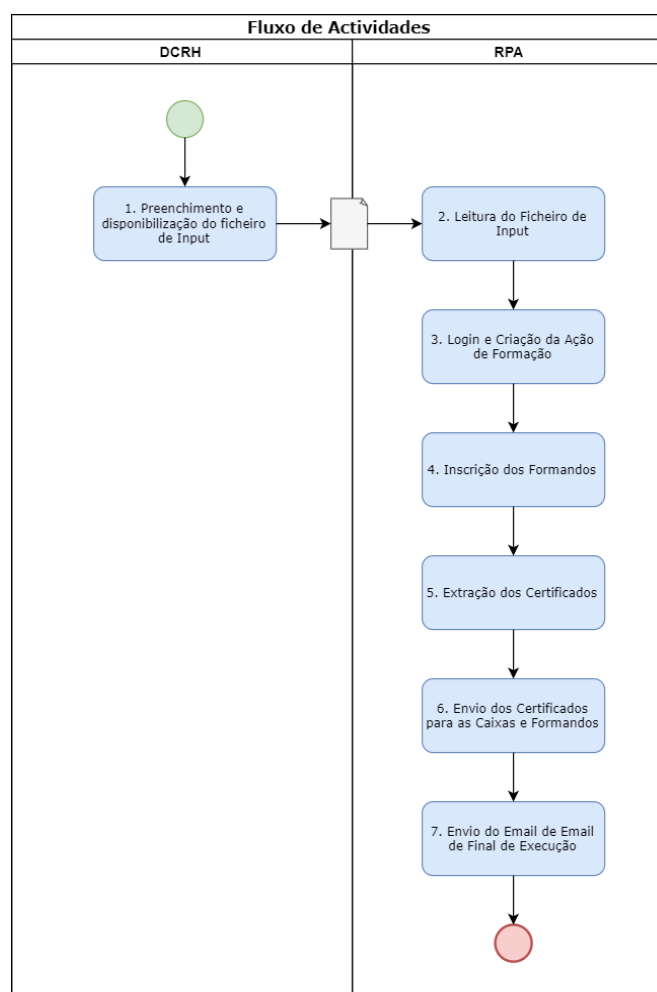 Fluxo de Actividades
DCRH
RPA
1. Preenchimento e
disponibilização do ficheiro
de Input
2. Leitura do Ficheiro de
Input
3. Login e Criação da Ação
de Formação
4. Inscrição dos Formandos
5. Extração dos Certificados
6. Envio dos Certificados
para as Caixas e Formandos
7. Envio do Email de Email
de Final de Execução